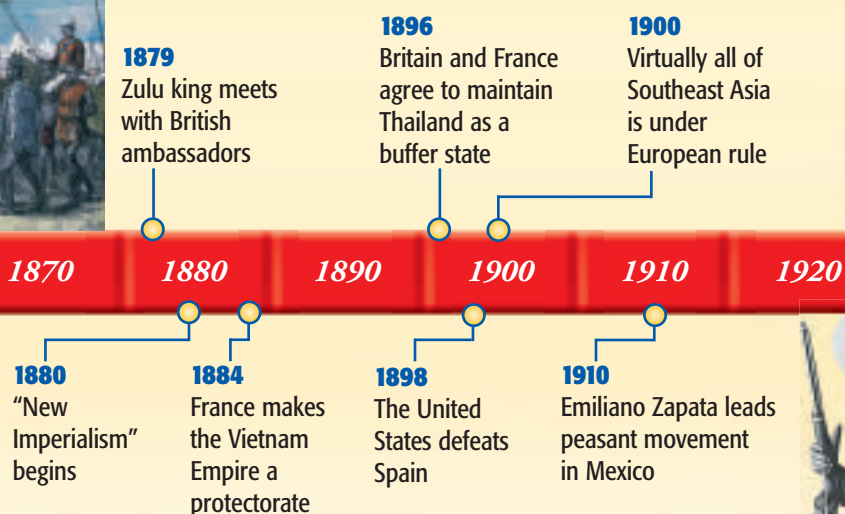 1879
Zulu king meets
with British
ambassadors
1896
Britain and France
agree to maintain
Thailand as a
buffer state
1900
Virtually all of
Southeast Asia
is under
European rule
1870 1880 1890 1900 1910 1920
1880
“New
Imperialism”
begins
1884
France makes
the Vietnam
Empire a
protectorate
1898
The United
States defeats
Spain
1910
Emiliano Zapata leads
peasant movement
in Mexico